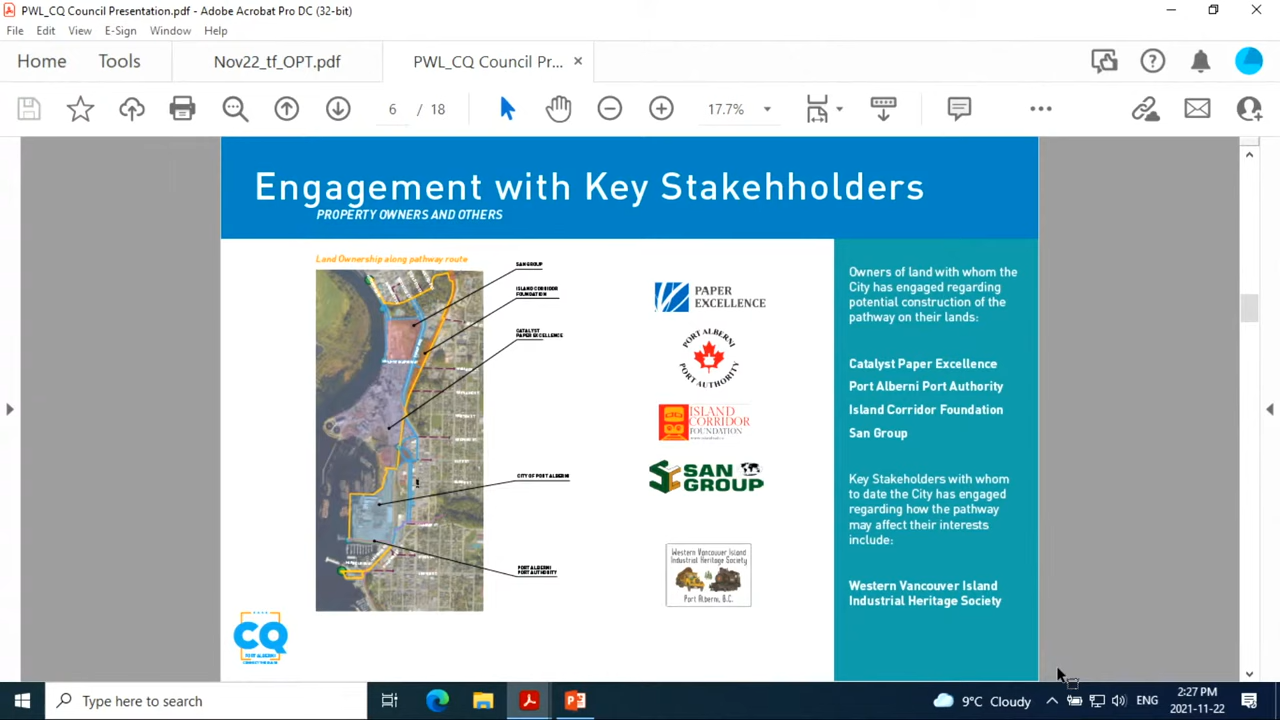 PWL_CQ Council Presentation.pdf - Adobe Acrobat Pro DC (32-bit)
File Edit View E-Sign Window Help
Home Tools Nov22_tf_OPT.pdf PWL_CQ Council Pr... ×
6 / 18 17.7%
Engagement with Key Stakehholders
PROPERTY OWNERS AND OTHERS
Land Ownership along pathway route
SAN GROUP
ISLAND CORRIDOR
FOUNDATION
CATALYST
PAPER EXCELLENCE
CITY OF PORT ALBERNI
PORT ALBERNI
PORT AUTHORITY
PAPER
EXCELLENCE
PORT ALBERNI
PORT AUTHORITY
ISLAND
CORRIDOR
FOUNDATION
SAN
GROUP
Western Vancouver Island
Industrial Heritage Society
Port Alberni, B.C.
Owners of land with whom the
City has engaged regarding
potential construction of the
pathway on their lands:
Catalyst Paper Excellence
Port Alberni Port Authority
Island Corridor Foundation
San Group
Key Stakeholders with whom
to date the City has engaged
regarding how the pathway
may affect their interests
include:
Western Vancouver Island
Industrial Heritage Society
CQ
PORT ALBERNI
Type here to search
9°C Cloudy
ENG
2:27 PM
2021-11-22